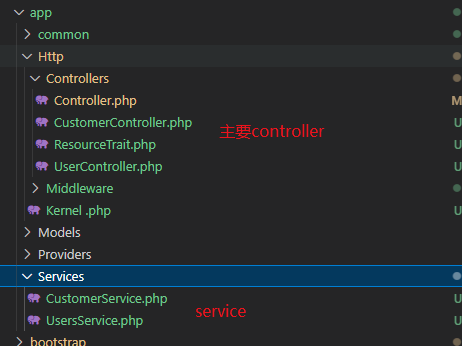 app
common
Http
Controllers
Controller.php M
CustomerController.php U
ResourceTrait.php U
UserController.php U
主要controller
Middleware
Kernel .php U
Models
Providers
Services
CustomerService.php U
UsersService.php U
service
bootstrap